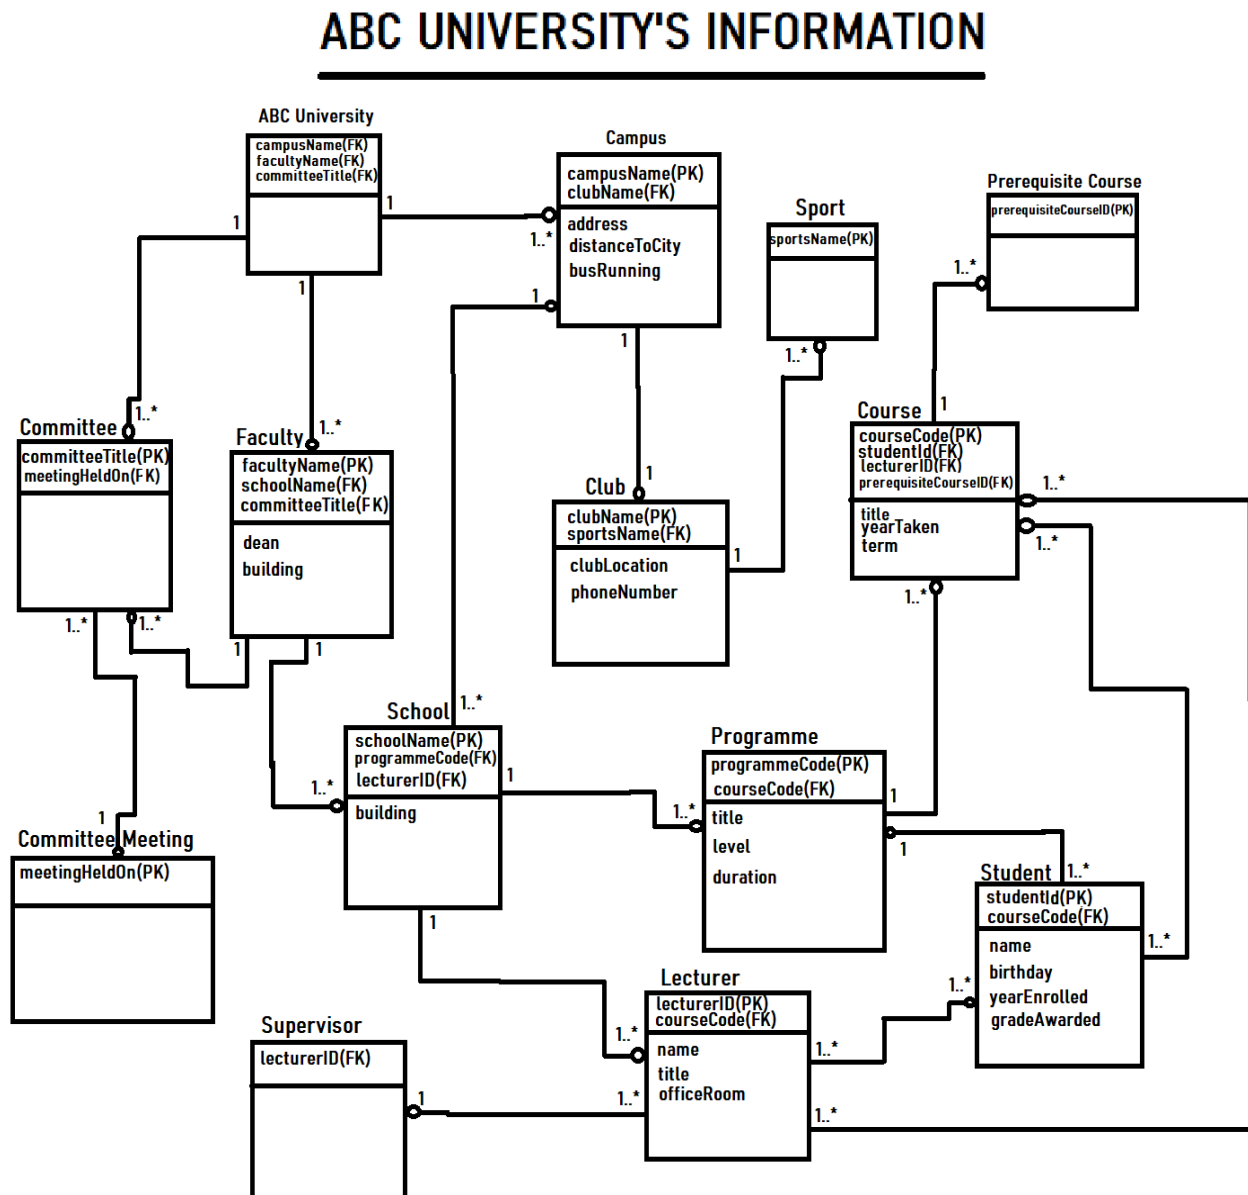 ABC UNIVERSITY'S INFORMATION
ABC University
campusName(FK)
facultyName(FK)
committeeTitle(FK)
1
1
1
Campus
campusName(PK)
clubName(FK)
address
distanceToCity
busRunning
1..*
1
1
Sport
sportsName(PK)
1..*
Prerequisite Course
prerequisiteCourseID(PK)
1..*
1
Committee
committeeTitle(PK)
meetingHeldOn(FK)
1..*
1..*
1..*
Faculty
facultyName(PK)
schoolName(FK)
committeeTitle(FK)
dean
building
1..*
1
1
Club
clubName(PK)
sportsName(FK)
clubLocation
phoneNumber
1
1
Course
courseCode(PK)
studentId(FK)
lecturerID(FK)
prerequisiteCourseID(FK)
title
yearTaken
term
1..*
1..*
1..*
School
schoolName(PK)
programmeCode(FK)
lecturerID(FK)
building
1..*
1..*
1
1
Programme
programmeCode(PK)
courseCode(FK)
title
level
duration
1..*
1
1
Committee Meeting
meetingHeldOn(PK)
1
Student
studentId(PK)
courseCode(FK)
name
birthday
yearEnrolled
gradeAwarded
1..*
1..*
1..*
Lecturer
lecturerID(PK)
courseCode(FK)
name
title
officeRoom
1..*
1..*
1..*
1..*
Supervisor
lecturerID(FK)
1